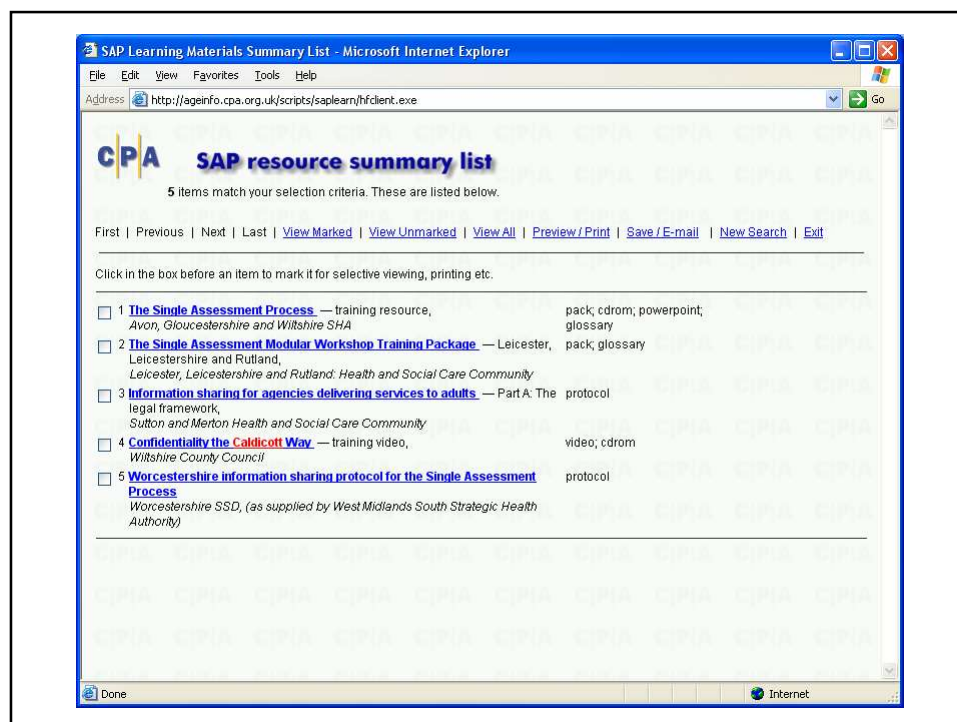 SAP Learning Materials Summary List - Microsoft Internet Explorer
File Edit View Favorites Tools Help
Address http://ageinfo.cpa.org.uk/scripts/saplearn/hfclient.exe Go
CPA SAP resource summary list
5 items match your selection criteria. These are listed below.
First | Previous | Next | Last | View Marked | View Unmarked | View All | Preview / Print | Save / E-mail | New Search | Exit
Click in the box before an item to mark it for selective viewing, printing etc.
1 The Single Assessment Process — training resource, pack; cdrom; powerpoint;
Avon, Gloucestershire and Wiltshire SHA glossary
2 The Single Assessment Modular Workshop Training Package — Leicester, pack; glossary
Leicestershire and Rutland,
Leicester, Leicestershire and Rutland: Health and Social Care Community
3 Information sharing for agencies delivering services to adults — Part A: The protocol
legal framework,
Sutton and Merton Health and Social Care Community
4 Confidentiality the Caldicott Way — training video, video; cdrom
Wiltshire County Council
5 Worcestershire information sharing protocol for the Single Assessment protocol
Process
Worcestershire SSD, (as supplied by West Midlands South Strategic Health
Authority)
Done Internet